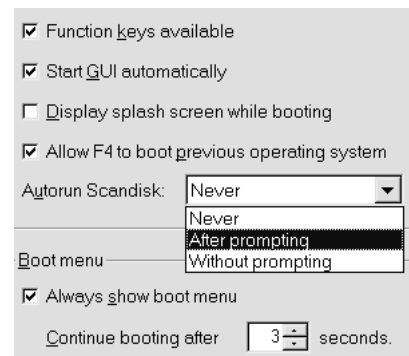 Function keys available
Start GUI automatically
Display splash screen while booting
Allow F4 to boot previous operating system
Autorun Scandisk: Never
Never
After prompting
Without prompting
Boot menu
Always show boot menu
Continue booting after 3 seconds.